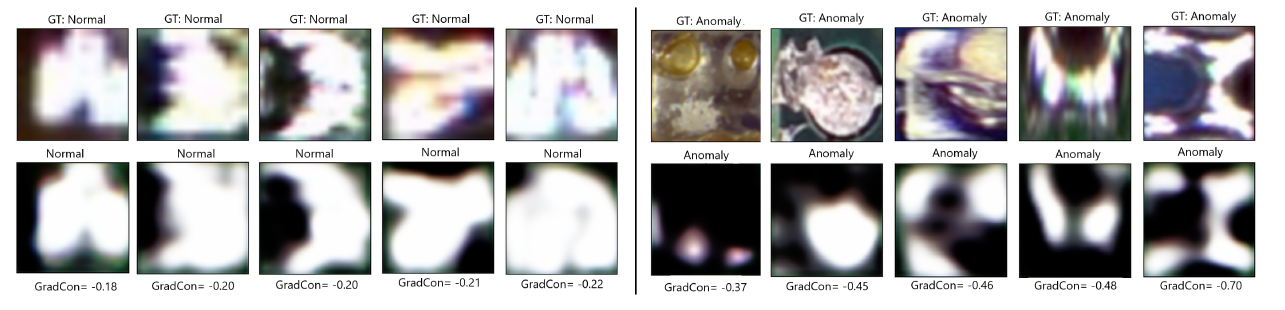 GT: Normal GT: Normal GT: Normal GT: Normal GT: Normal GT: Anomaly. GT: Anomaly GT: Anomaly GT: Anomaly GT: Anomaly
Normal Normal Normal Normal Normal Anomaly Anomaly Anomaly Anomaly Anomaly
GradCon= -0.18 GradCon= -0.20 GradCon= -0.20 GradCon= -0.21 GradCon= -0.22 GradCon= -0.37 GradCon= -0.45 GradCon= -0.46 GradCon= -0.48 GradCon= -0.70